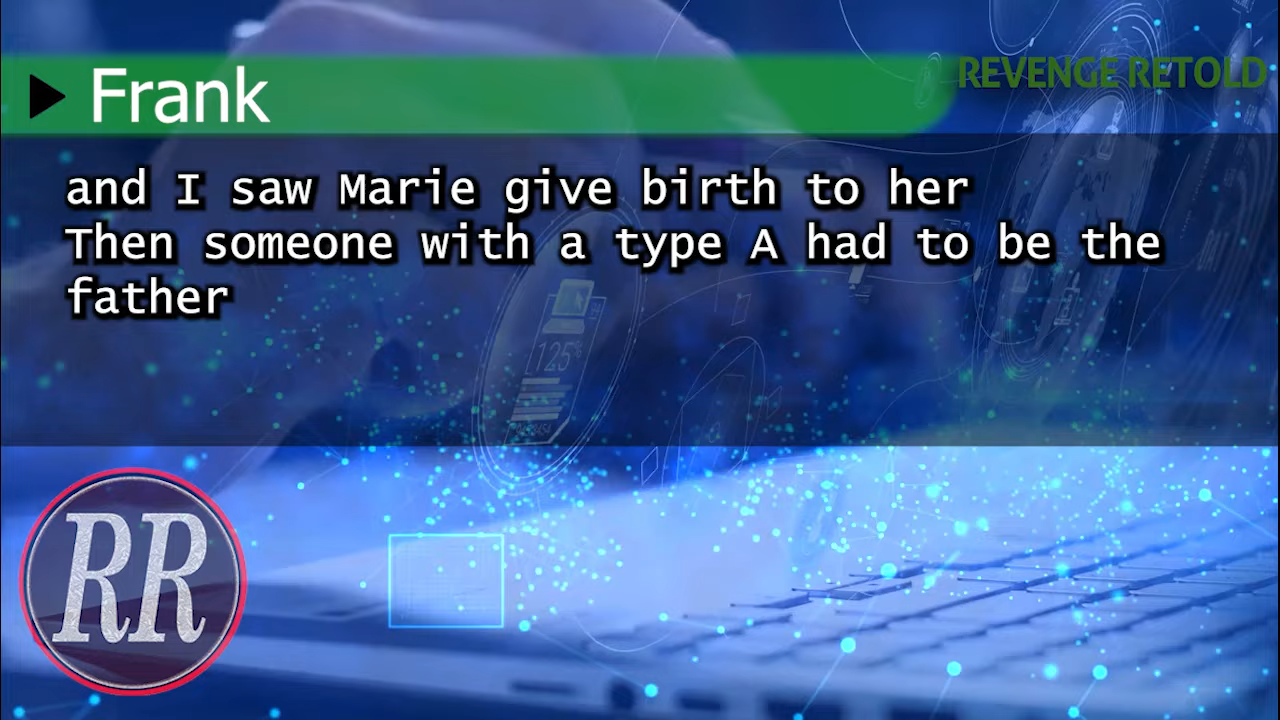 Frank
REVENGE RETOLD
and I saw Marie give birth to her
Then someone with a type A had to be the
father
125
RR